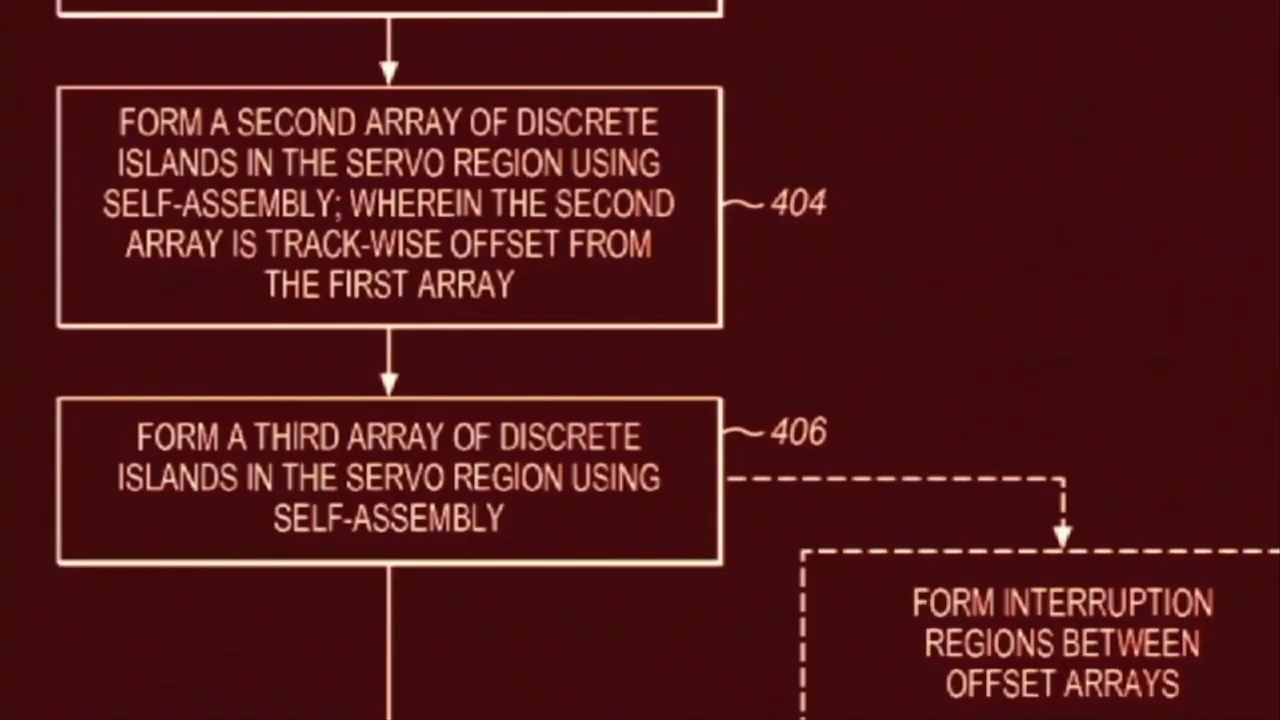 FORM A SECOND ARRAY OF DISCRETE
ISLANDS IN THE SERVO REGION USING
SELF-ASSEMBLY; WHEREIN THE SECOND
ARRAY IS TRACK-WISE OFFSET FROM
THE FIRST ARRAY
404
FORM A THIRD ARRAY OF DISCRETE
ISLANDS IN THE SERVO REGION USING
SELF-ASSEMBLY
406
FORM INTERRUPTION
REGIONS BETWEEN
OFFSET ARRAYS